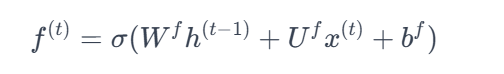 f^{(t)} = σ(W^f h^{(t−1)} + U^f x^{(t)} + b^f)